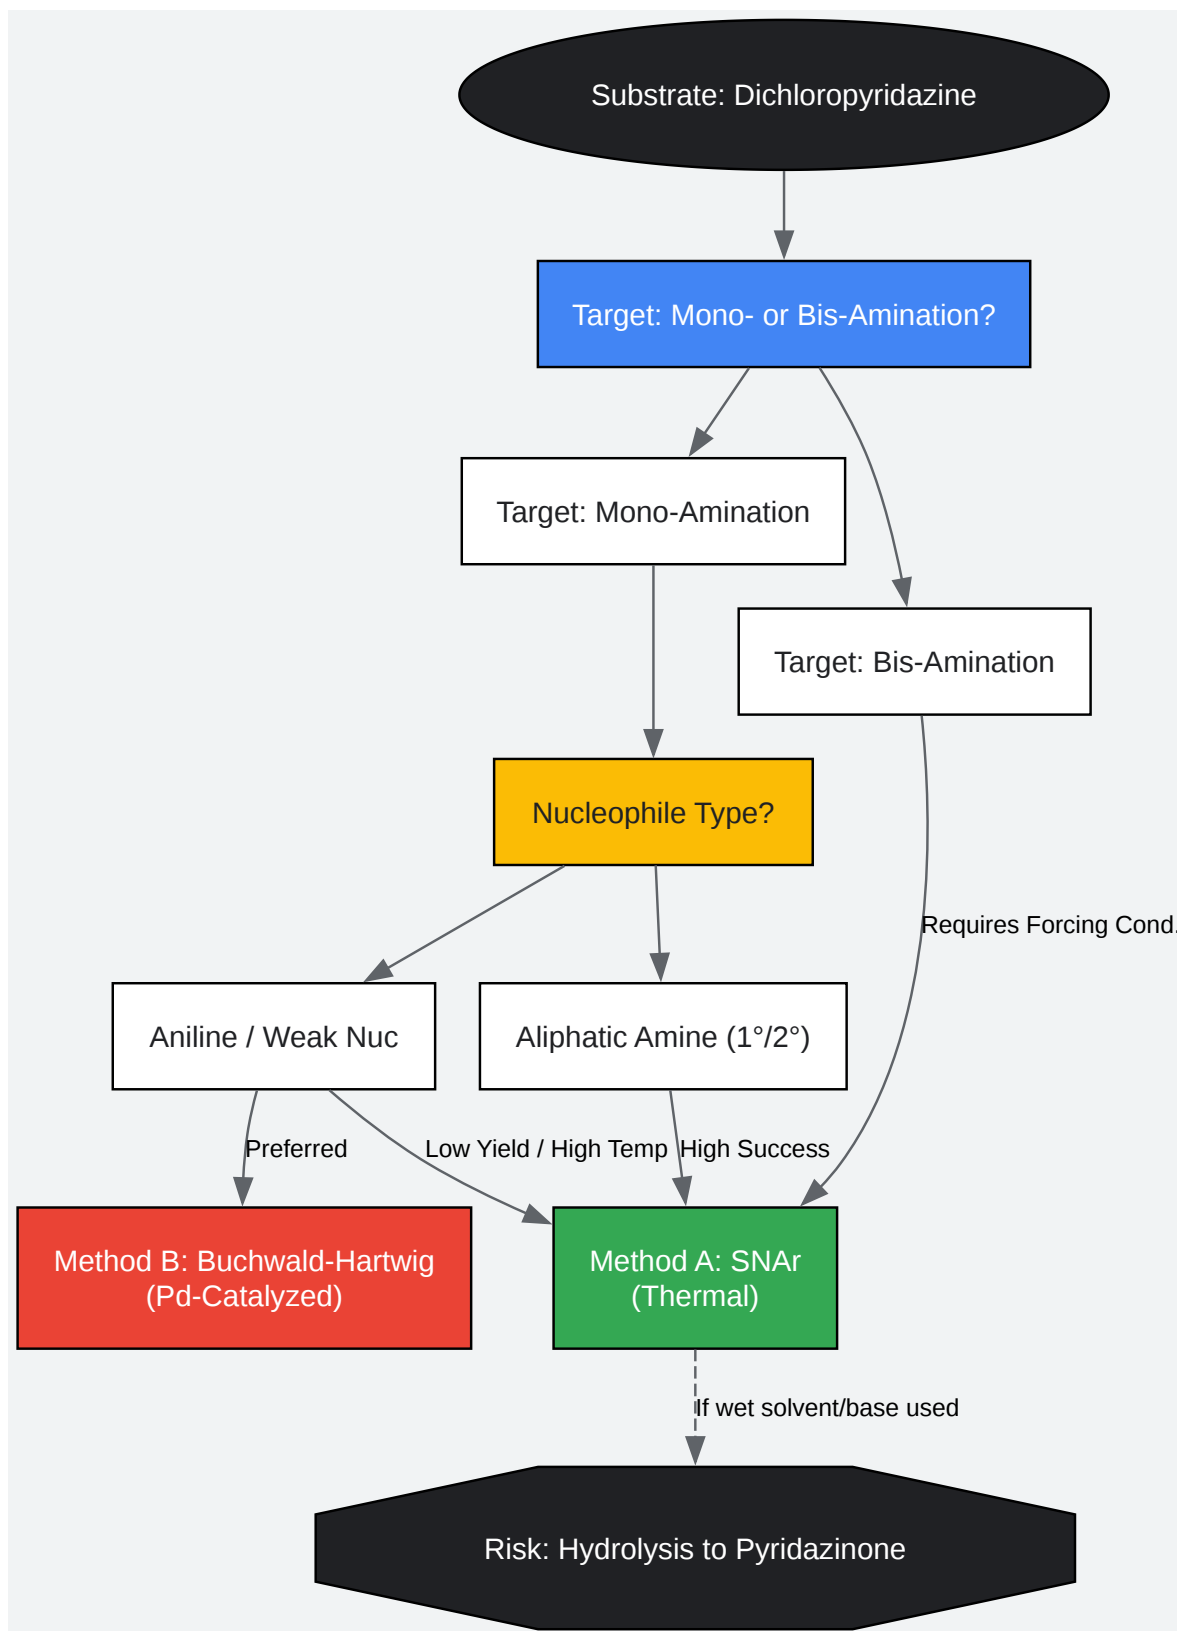 Substrate: Dichloropyridazine
Target: Mono- or Bis-Amination?
Target: Mono-Amination
Target: Bis-Amination
Nucleophile Type?
Requires Forcing Cond.
Aniline / Weak Nuc
Aliphatic Amine (1°/2°)
Preferred
Low Yield / High Temp
High Success
Method B: Buchwald-Hartwig
(Pd-Catalyzed)
Method A: SNAr
(Thermal)
If wet solvent/base used
Risk: Hydrolysis to Pyridazinone